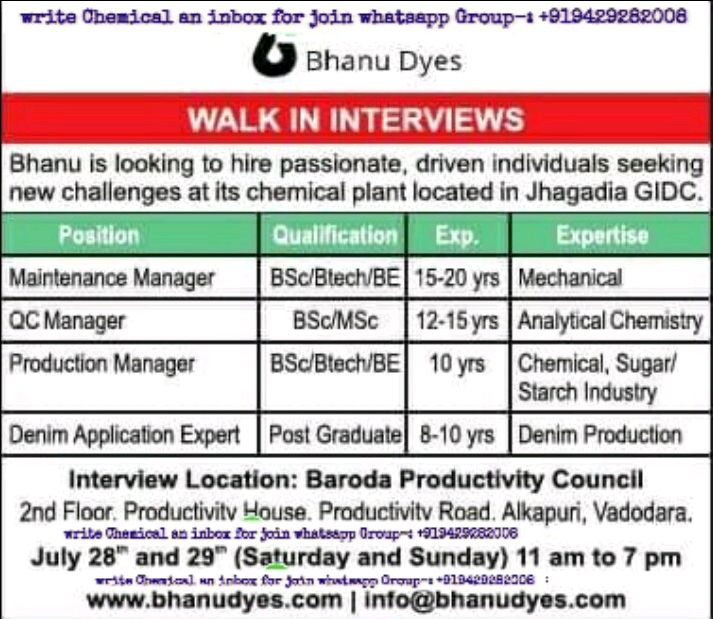 write Chemical an inbox for join whatsapp Group-: +919429282008
Bhanu Dyes
WALK IN INTERVIEWS
Bhanu is looking to hire passionate, driven individuals seeking
new challenges at its chemical plant located in Jhagadia GIDC.
Position Qualification Exp. Expertise
Maintenance Manager BSc/Btech/BE 15-20 yrs Mechanical
QC Manager BSc/MSc 12-15 yrs Analytical Chemistry
Production Manager BSc/Btech/BE 10 yrs Chemical, Sugar/
Starch Industry
Denim Application Expert Post Graduate 8-10 yrs Denim Production
Interview Location: Baroda Productivity Council
2nd Floor, Productivity House, Productivity Road, Alkapuri, Vadodara.
write Chemical an inbox for join whatsapp Group-: +919429282008
July 28th and 29th (Saturday and Sunday) 11 am to 7 pm
write Chemical an inbox for join whatsapp Group-: +919429282008 :
www.bhanudyes.com | info@bhanudyes.com